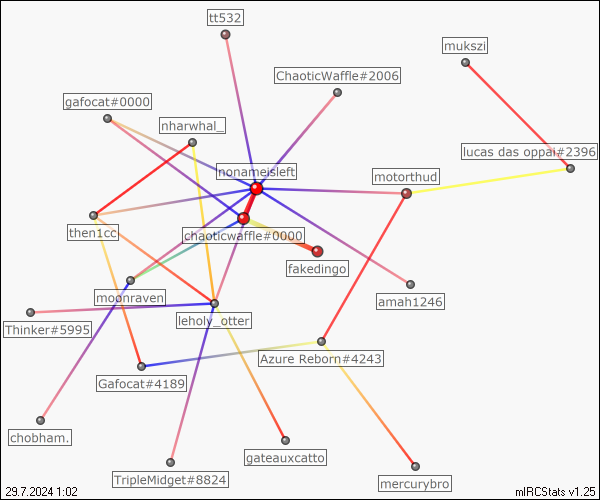 tt532
mukszi
ChaoticWaffle#2006
gafocat#0000
nharwhal_
lucas das oppai#2396
nonameisleft
motorthud
then1cc
chaoticwaffle#0000
fakedingo
moonraven
amah1246
leholy_otter
Thinker#5995
Azure Reborn#4243
Gafocat#4189
chobham.
gateauxcatto
TripleMidget#8824
mercurybro
29.7.2024 1:02
mIRCStats v1.25